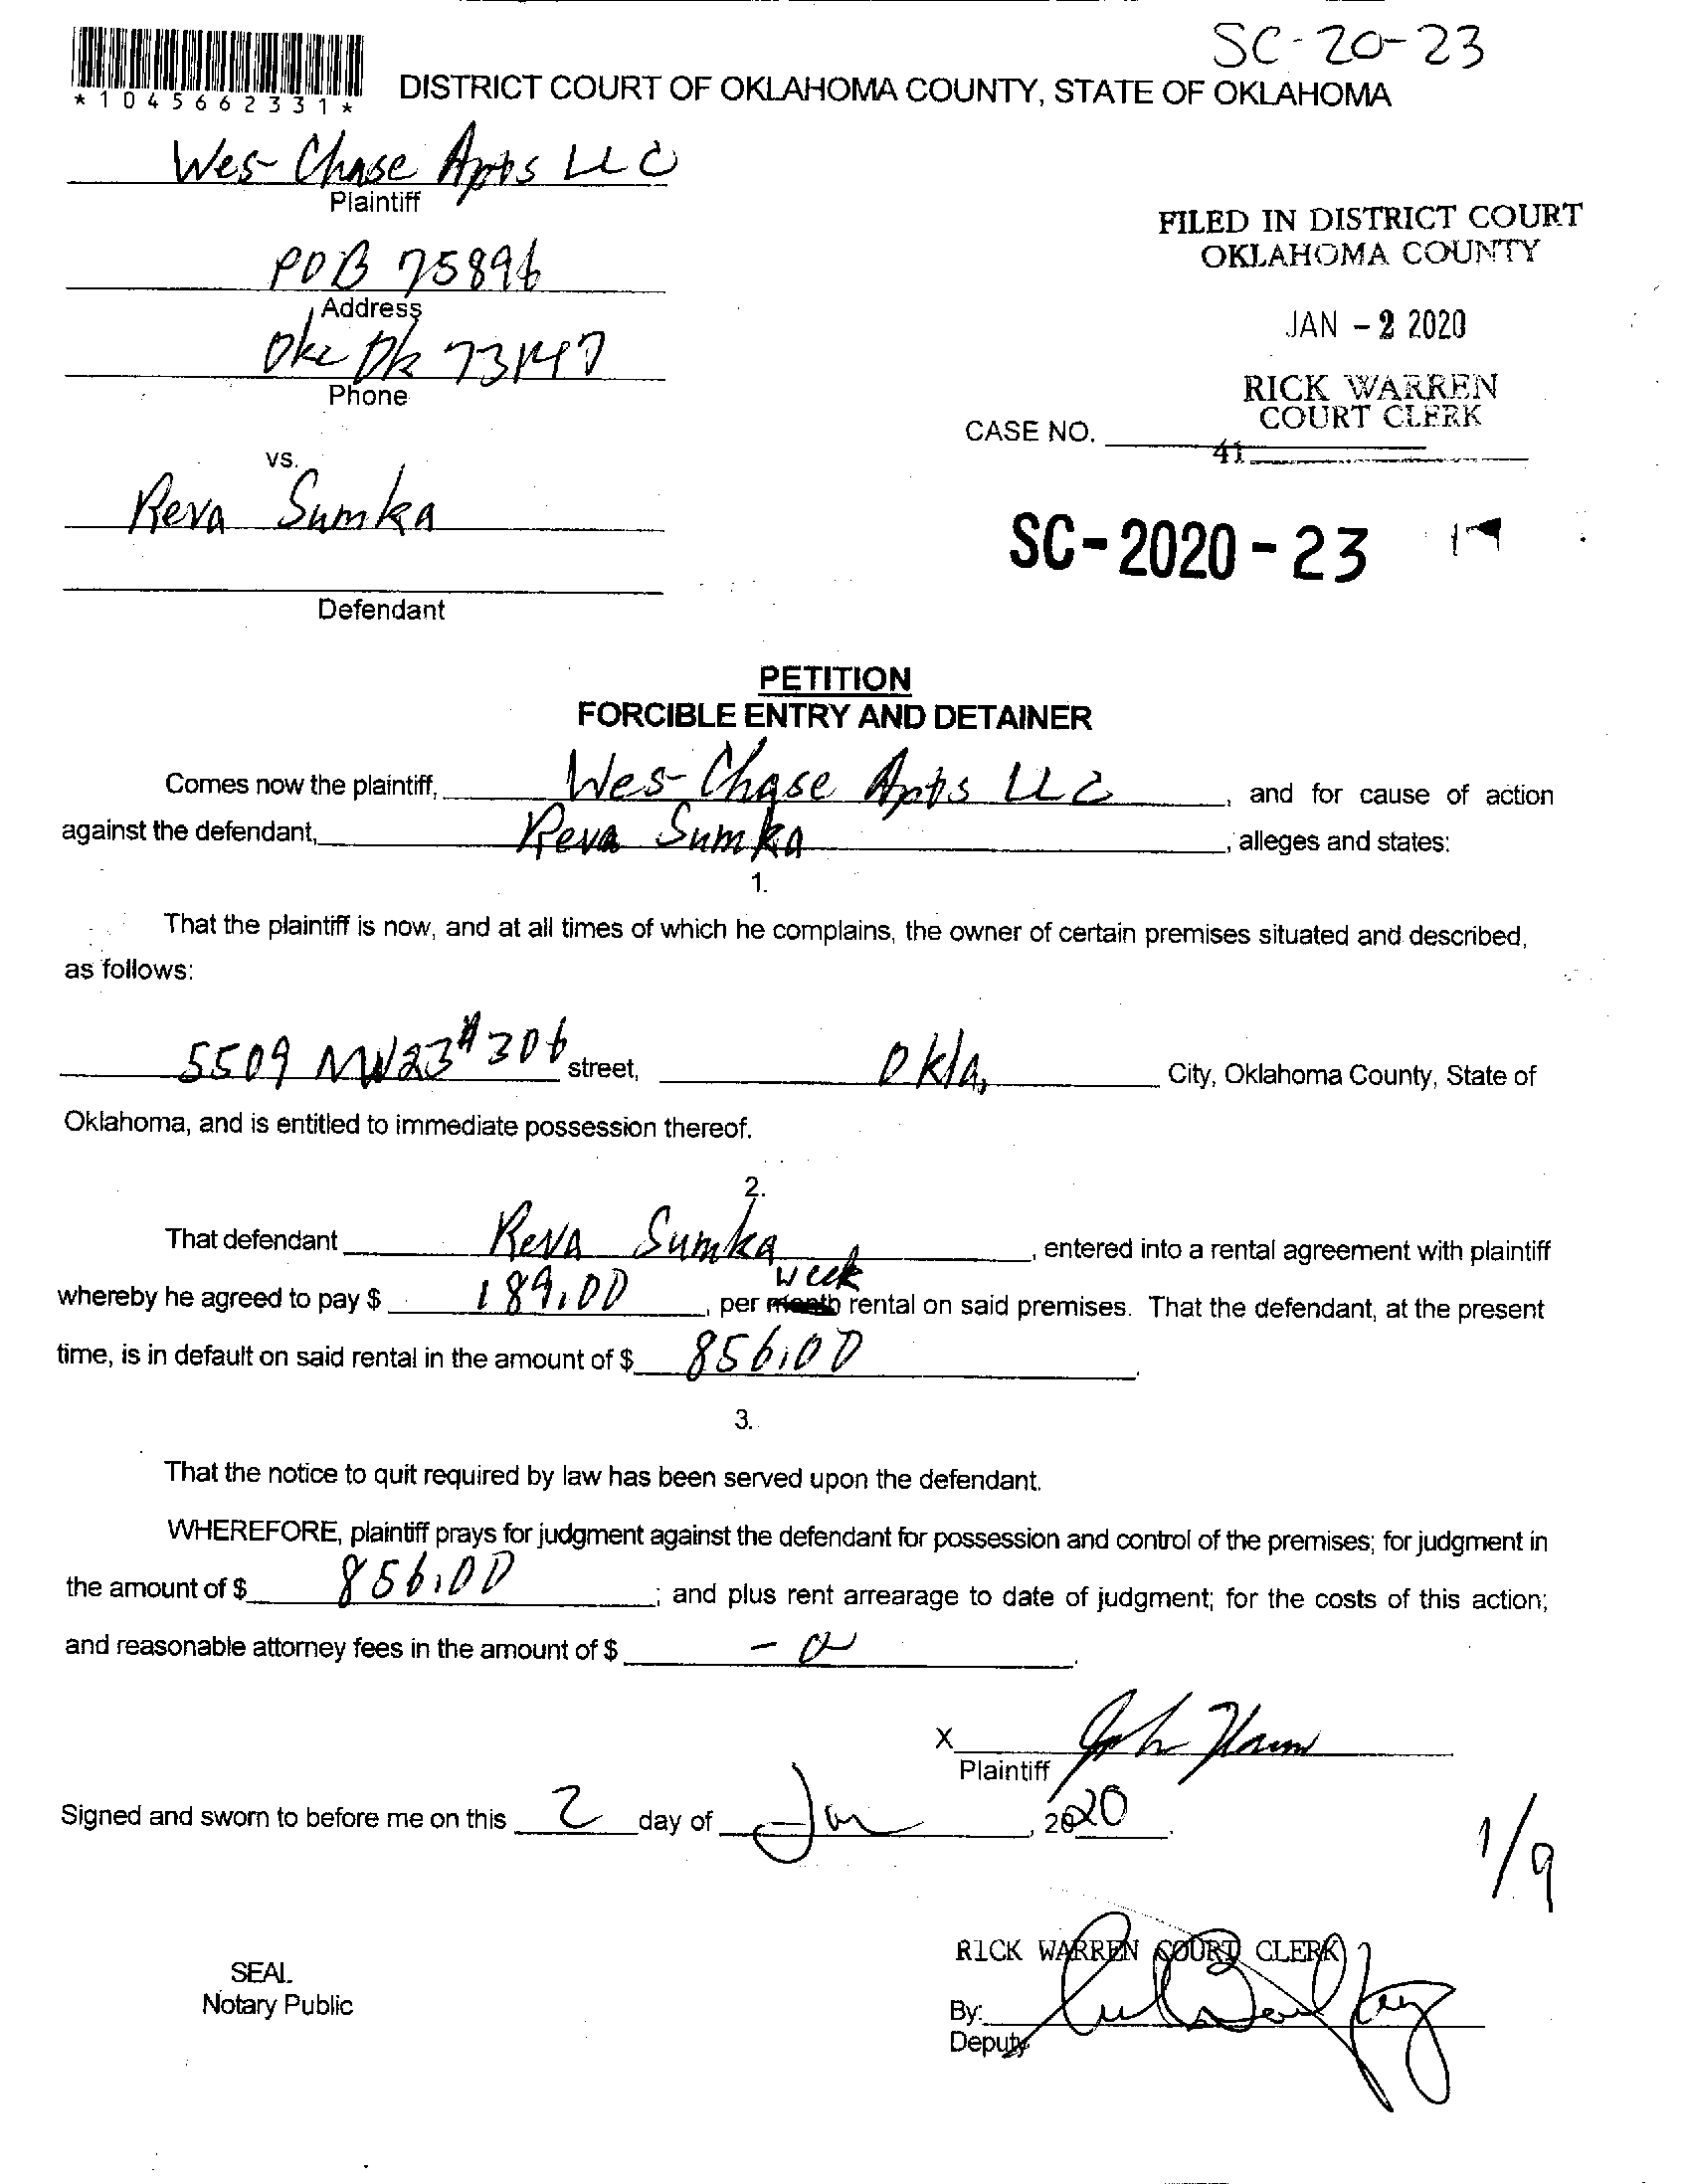 SC-20-23
*1045662331*
DISTRICT COURT OF OKLAHOMA COUNTY, STATE OF OKLAHOMA
Wes-Chase Apts LLC
Plaintiff
POB 75896
Address
Okc Ok 73147
Phone
FILED IN DISTRICT COURT
OKLAHOMA COUNTY
JAN - 2 2020
RICK WARREN
COURT CLERK
CASE NO.
41
vs.
Reva Sumka
Defendant
SC-2020-23
PETITION
FORCIBLE ENTRY AND DETAINER
Comes now the plaintiff, Wes-Chase Apts LLC, and for cause of action
against the defendant, Reva Sumka, alleges and states:
1.
That the plaintiff is now, and at all times of which he complains, the owner of certain premises situated and described,
as follows:
5509 NW23 #306 street, Okla, City, Oklahoma County, State of
Oklahoma, and is entitled to immediate possession thereof.
2.
That defendant Reva Sumka, entered into a rental agreement with plaintiff
whereby he agreed to pay $ 189.00, per month week rental on said premises. That the defendant, at the present
time, is in default on said rental in the amount of $ 856.00.
3.
That the notice to quit required by law has been served upon the defendant.
WHEREFORE, plaintiff prays for judgment against the defendant for possession and control of the premises; for judgment in
the amount of $ 856.00; and plus rent arrearage to date of judgment; for the costs of this action;
and reasonable attorney fees in the amount of $ -0.
X
Plaintiff
Signed and sworn to before me on this 2 day of Jan, 2020.
1/9
SEAL
Notary Public
RICK WARREN COURT CLERK
By:
Deputy